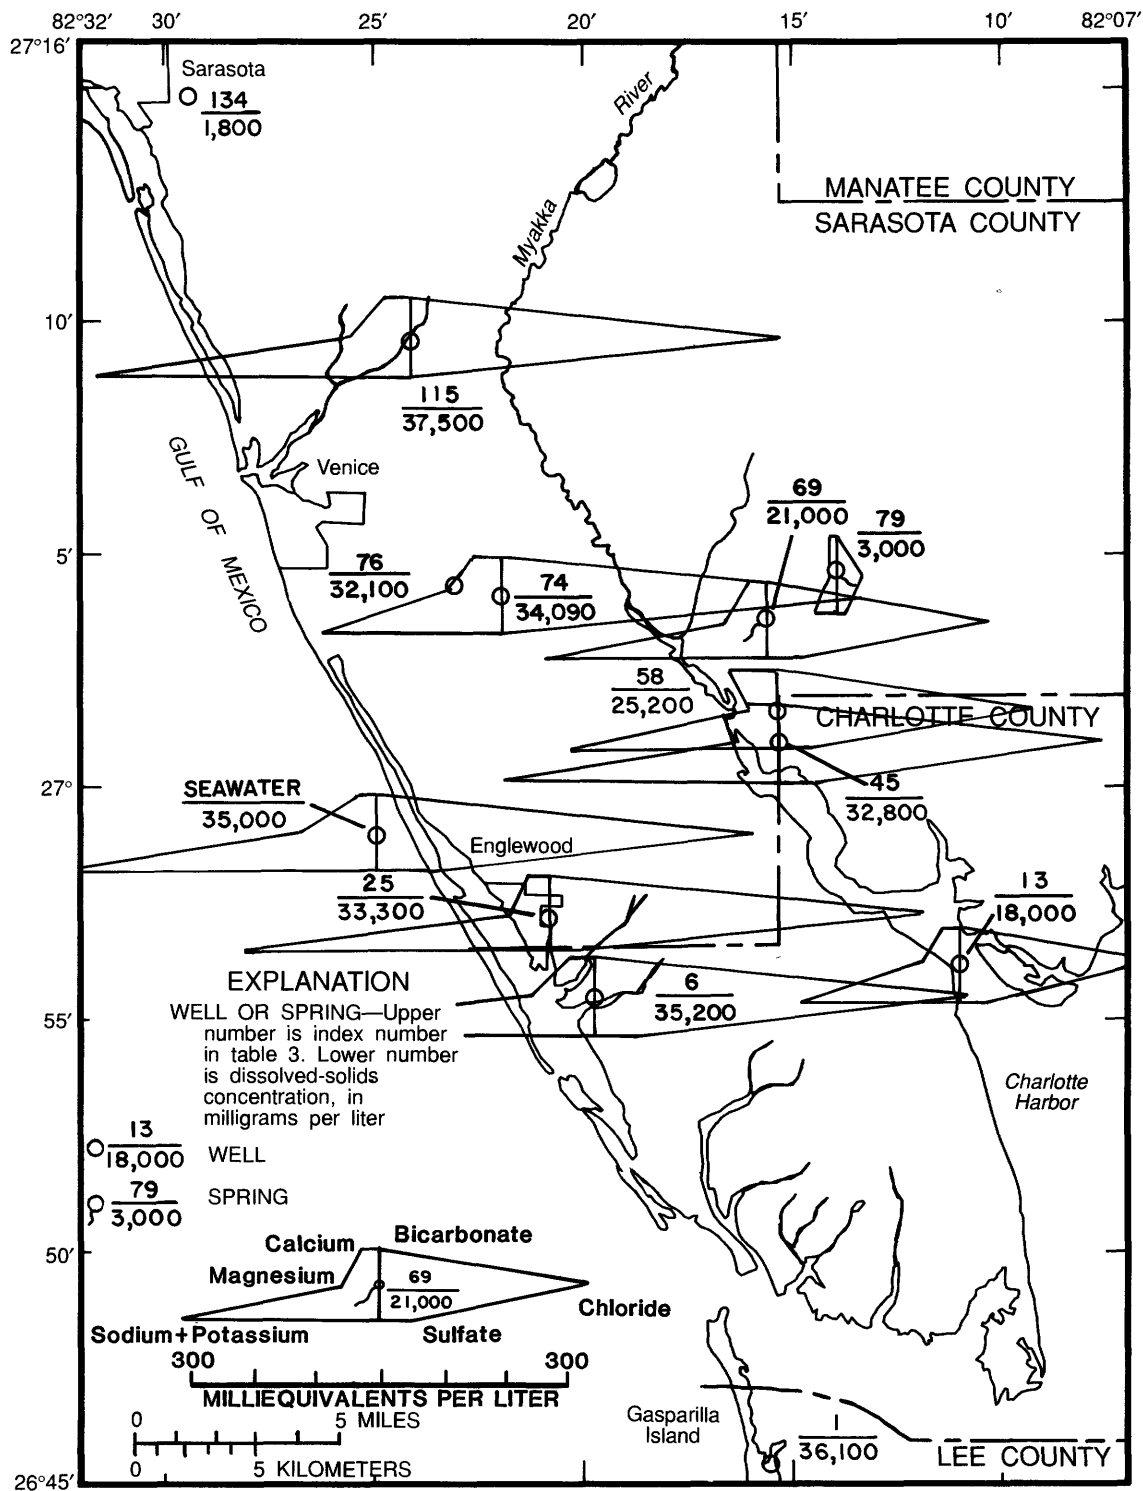 82°32′ 30′ 25′ 20′ 15′ 10′ 82°07′
27°16′
Sarasota
134
1,800
River
Myakka
MANATEE COUNTY
SARASOTA COUNTY
10′
115
37,500
GULF OF MEXICO
Venice
69
21,000
79
3,000
5′
76
32,100
74
34,090
58
25,200
CHARLOTTE COUNTY
27°
SEAWATER
35,000
45
32,800
Englewood
25
33,300
13
18,000
EXPLANATION
WELL OR SPRING—Upper
number is index number
in table 3. Lower number
is dissolved-solids
concentration, in
milligrams per liter
6
35,200
55′
Charlotte
Harbor
13
18,000
WELL
79
3,000
SPRING
50′
Calcium
Bicarbonate
Magnesium
69
21,000
Chloride
Sodium+Potassium
Sulfate
300 300
MILLIEQUIVALENTS PER LITER
0 5 MILES
0 5 KILOMETERS
Gasparilla
Island
1
36,100
LEE COUNTY
26°45′